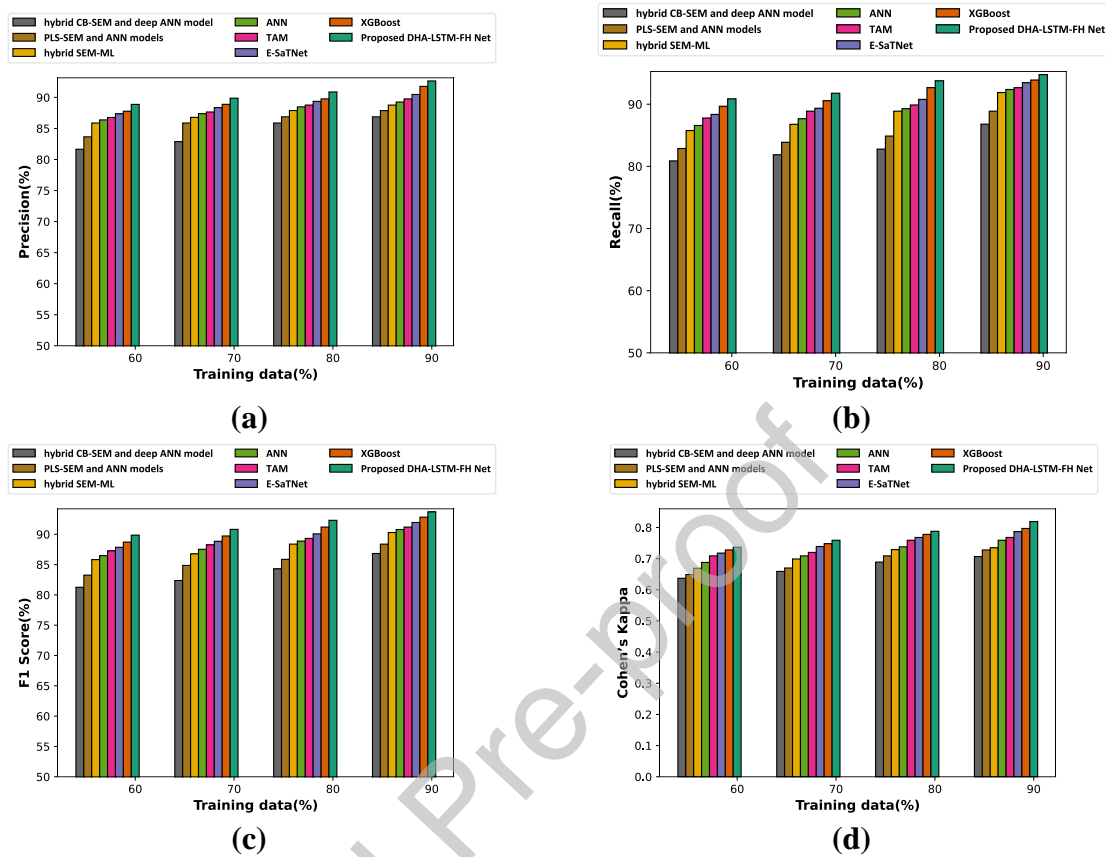 hybrid CB-SEM and deep ANN model ANN XGBoost
PLS-SEM and ANN models TAM Proposed DHA-LSTM-FH Net
hybrid SEM-ML E-SaTNet
90
85
80
75
70
65
60
55
50
Precision(%)
60 70 80 90
Training data(%)
(a)
hybrid CB-SEM and deep ANN model ANN XGBoost
PLS-SEM and ANN models TAM Proposed DHA-LSTM-FH Net
hybrid SEM-ML E-SaTNet
90
80
70
60
50
Recall(%)
60 70 80 90
Training data(%)
(b)
hybrid CB-SEM and deep ANN model ANN XGBoost
PLS-SEM and ANN models TAM Proposed DHA-LSTM-FH Net
hybrid SEM-ML E-SaTNet
90
85
80
75
70
65
60
55
50
F1 Score(%)
60 70 80 90
Training data(%)
(c)
hybrid CB-SEM and deep ANN model ANN XGBoost
PLS-SEM and ANN models TAM Proposed DHA-LSTM-FH Net
hybrid SEM-ML E-SaTNet
0.8
0.7
0.6
0.5
0.4
0.3
0.2
0.1
0.0
Cohen's Kappa
60 70 80 90
Training data(%)
(d)
Pre-proof